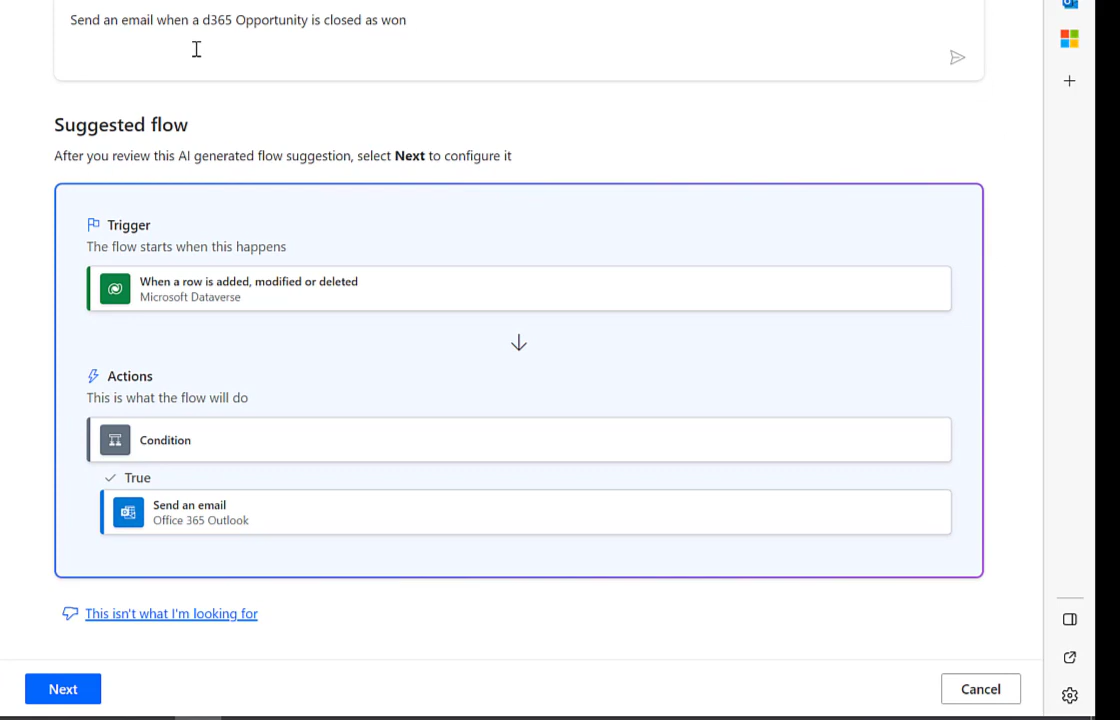 Send an email when a d365 Opportunity is closed as won
Suggested flow
After you review this AI generated flow suggestion, select Next to configure it
Trigger
The flow starts when this happens
When a row is added, modified or deleted
Microsoft Dataverse
Actions
This is what the flow will do
Condition
True
Send an email
Office 365 Outlook
This isn't what I'm looking for
Next
Cancel